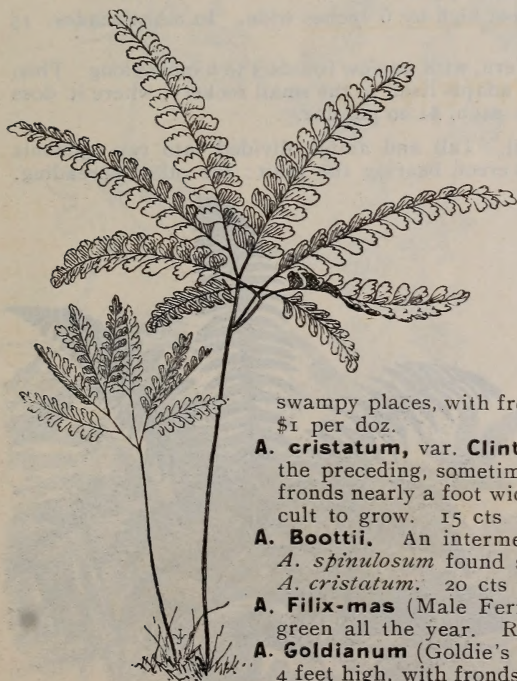 swampy places, with fr
$1 per doz.
A. cristatum, var. Clint
the preceding, sometim
fronds nearly a foot wid
cult to grow. 15 cts
A. Boottii. An interme
A. spinulosum found
A. cristatum. 20 cts
A. Filix-mas (Male Fer
green all the year. R
A. Goldianum (Goldie's
4 feet high, with fronds